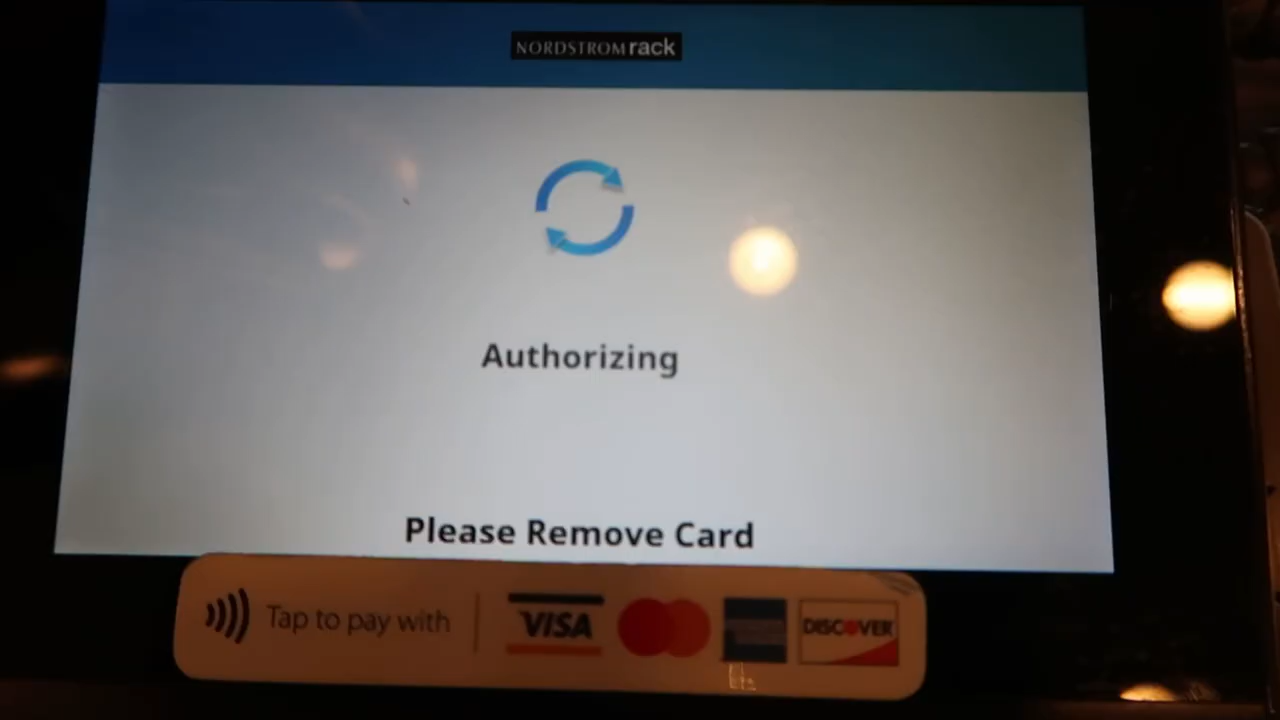 NORDSTROM rack
Authorizing
Please Remove Card
Tap to pay with VISA DISCOVER